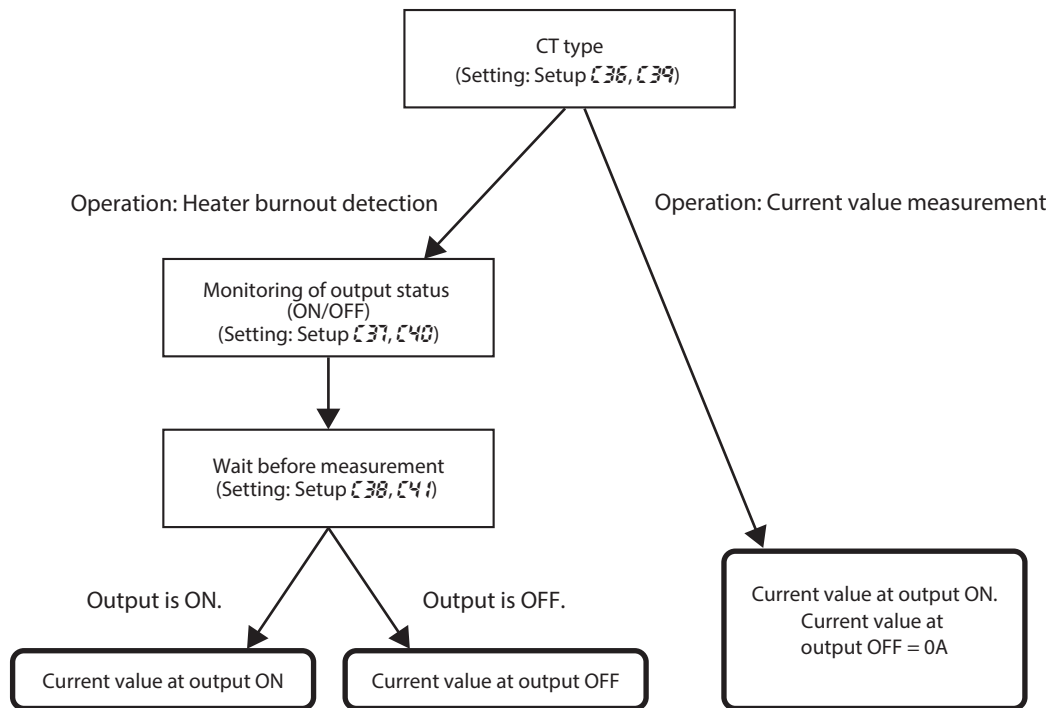 CT type
(Setting: Setup C36, C39)
Operation: Heater burnout detection
Operation: Current value measurement
Monitoring of output status
(ON/OFF)
(Setting: Setup C37, C40)
Wait before measurement
(Setting: Setup C38, C41)
Output is ON.
Output is OFF.
Current value at output ON.
Current value at
output OFF = 0A
Current value at output ON
Current value at output OFF